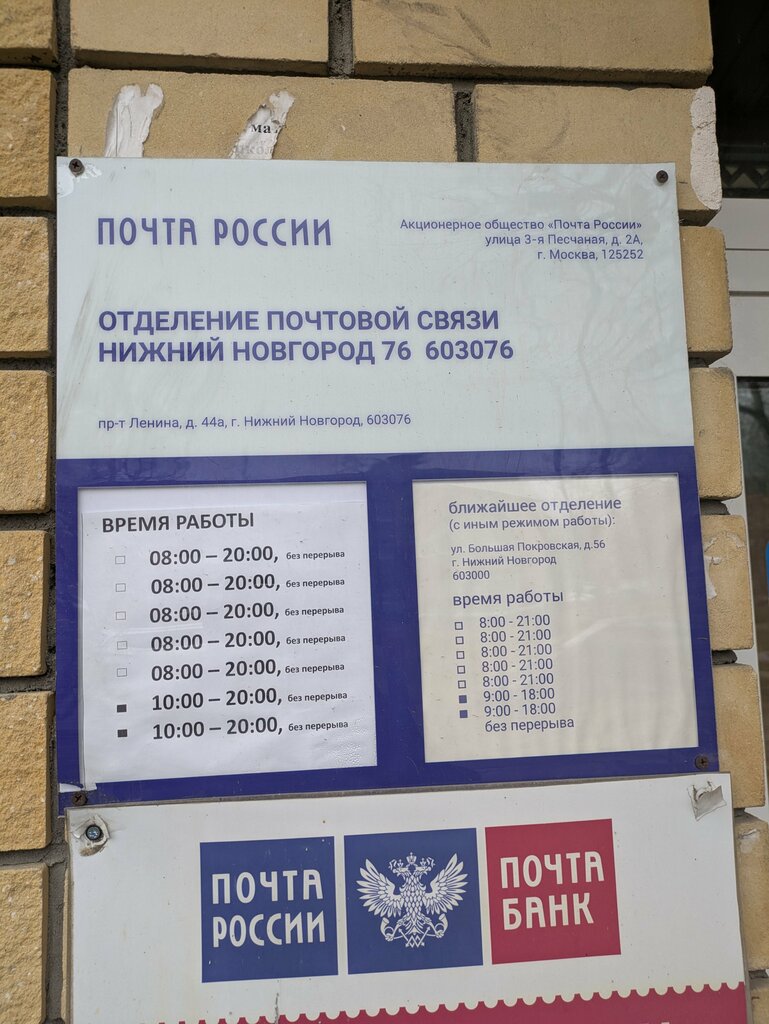 ма
ПОЧТА РОССИИ
Акционерное общество «Почта России»
улица 3-я Песчаная, д. 2А,
г. Москва, 125252
ОТДЕЛЕНИЕ ПОЧТОВОЙ СВЯЗИ
НИЖНИЙ НОВГОРОД 76 603076
пр-т Ленина, д. 44а, г. Нижний Новгород, 603076
ВРЕМЯ РАБОТЫ
08:00 – 20:00, без перерыва
08:00 – 20:00, без перерыва
08:00 – 20:00, без перерыва
08:00 – 20:00, без перерыва
08:00 – 20:00, без перерыва
10:00 – 20:00, без перерыва
10:00 – 20:00, без перерыва
ближайшее отделение
(с иным режимом работы):
ул. Большая Покровская, д.56
г. Нижний Новгород
603000
время работы
8:00 - 21:00
8:00 - 21:00
8:00 - 21:00
8:00 - 21:00
8:00 - 21:00
9:00 - 18:00
9:00 - 18:00
без перерыва
ПОЧТА
РОССИИ
ПОЧТА
БАНК